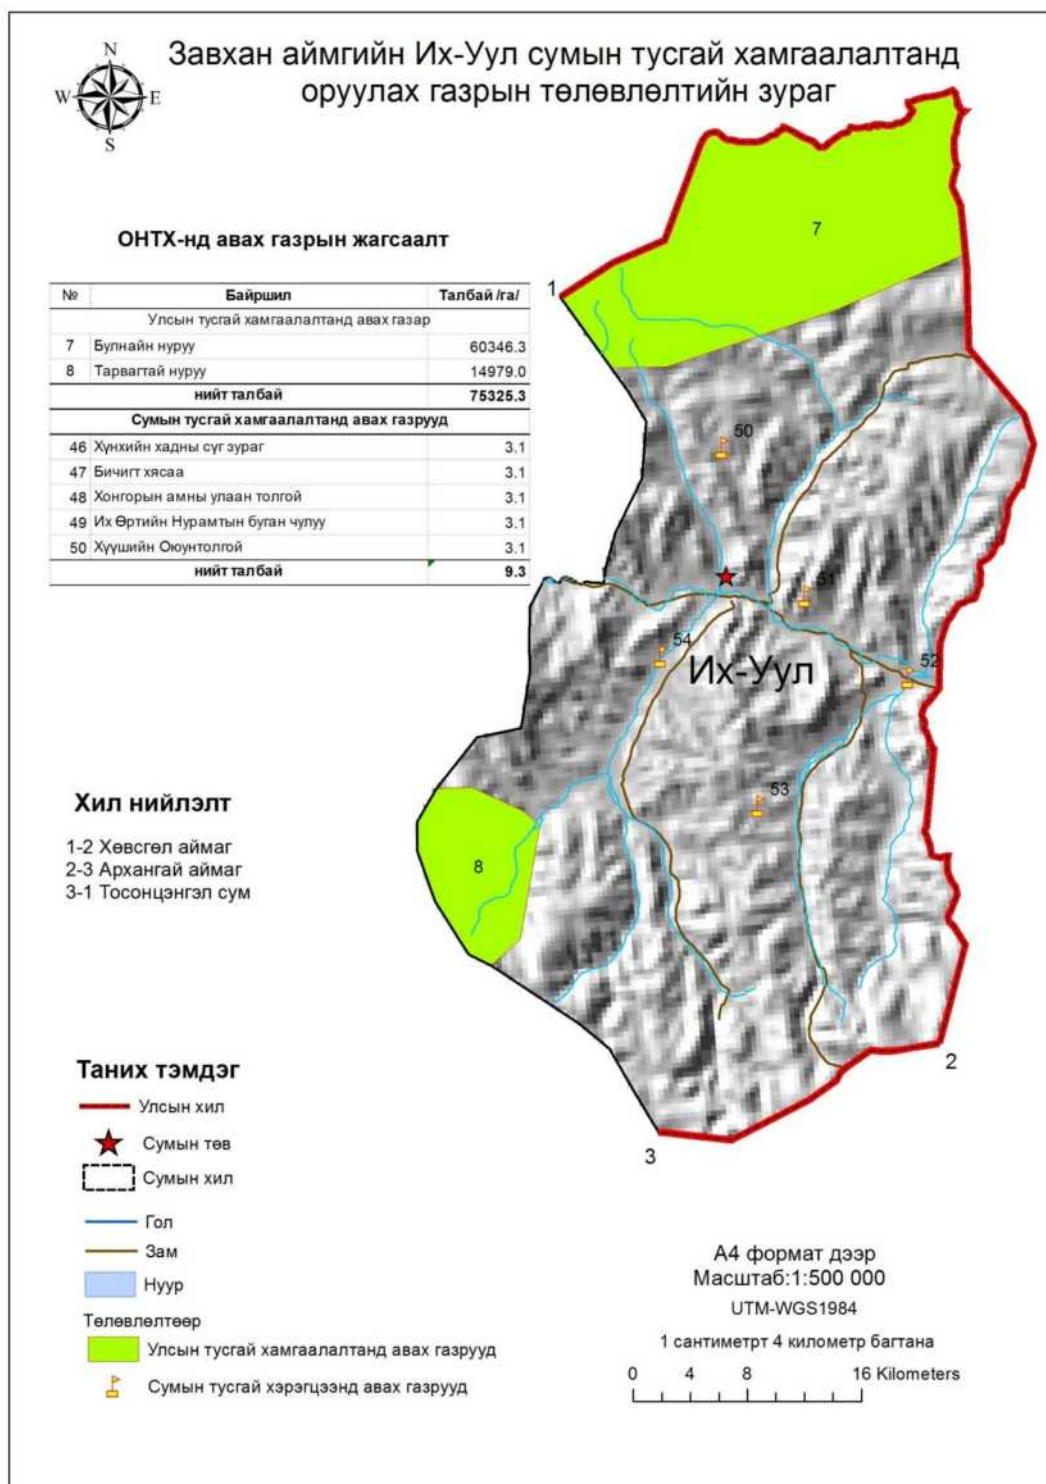 Завхан аймгийн Их-Уул сумын тусгай хамгаалалтанд
оруулах газрын төлөвлөлтийн зураг
N
W E
S
ОНТХ-нд авах газрын жагсаалт
№ Байршил Талбай /га/
Улсын тусгай хамгаалалтанд авах газар
7 Булнайн нуруу 60346.3
8 Тарвагтай нуруу 14979.0
нийт талбай 75325.3
Сумын тусгай хамгаалалтанд авах газрууд
46 Хүнхийн хадны сүг зураг 3.1
47 Бичигт хясаа 3.1
48 Хонгорын амны улаан толгой 3.1
49 Их Өртийн Нурамтын буган чулуу 3.1
50 Хүүшийн Оюунтолгой 3.1
нийт талбай 9.3
7
1
50
51
54
Их-Уул
52
53
8
2
3
Хил нийлэлт
1-2 Хөвсгөл аймаг
2-3 Архангай аймаг
3-1 Тосонцэнгэл сум
Таних тэмдэг
Улсын хил
Сумын төв
Сумын хил
Гол
Зам
Нуур
Төлөвлөлтөөр
Улсын тусгай хамгаалалтанд авах газрууд
Сумын тусгай хэрэгцээнд авах газрууд
А4 формат дээр
Масштаб:1:500 000
UTM-WGS1984
1 сантиметрт 4 километр багтана
0 4 8 16 Kilometers